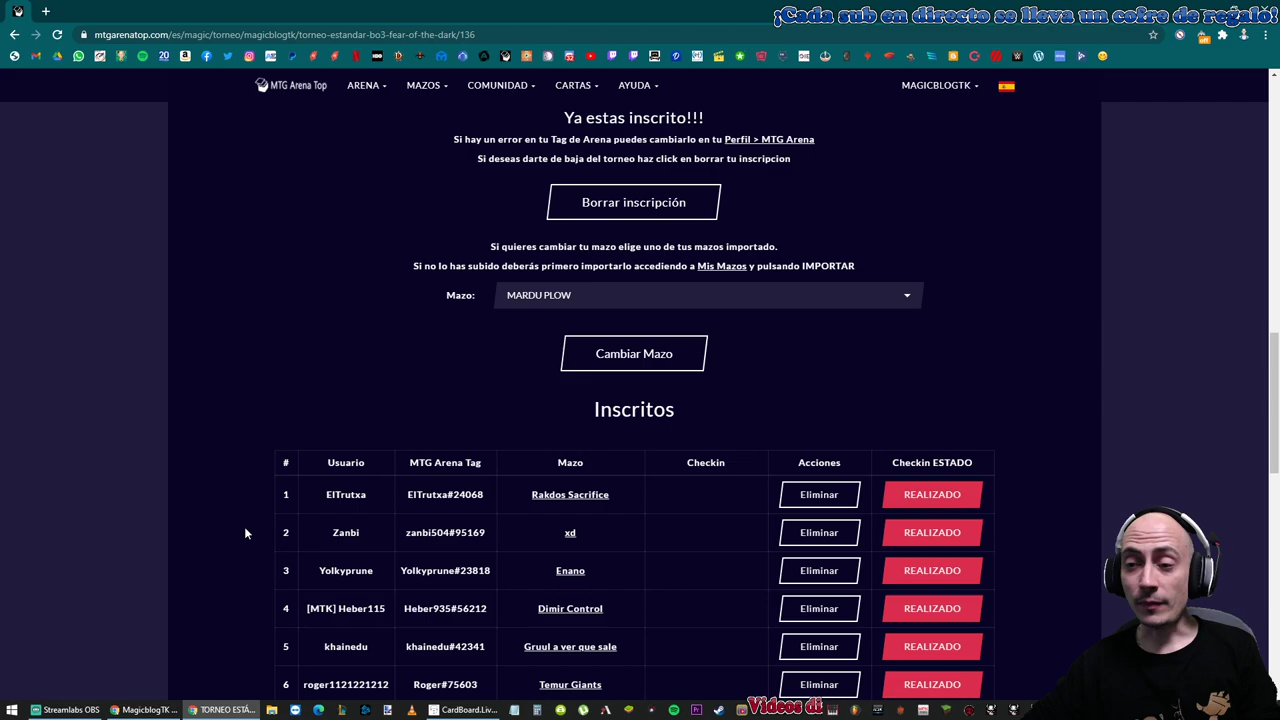 ¡Cada sub en directo se lleva un cofre de regalo!
mtgarenatop.com/es/magic/torneo/magicblogtk/torneo-estandar-bo3-fear-of-the-dark/136
MTG Arena Top ARENA MAZOS COMUNIDAD CARTAS AYUDA MAGICBLOGTK
Ya estas inscrito!!!
Si hay un error en tu Tag de Arena puedes cambiarlo en tu Perfil > MTG Arena
Si deseas darte de baja del torneo haz click en borrar tu inscripcion
Borrar inscripción
Si quieres cambiar tu mazo elige uno de tus mazos importado.
Si no lo has subido deberás primero importarlo accediendo a Mis Mazos y pulsando IMPORTAR
Mazo: MARDU PLOW
Cambiar Mazo
Inscritos
# Usuario MTG Arena Tag Mazo Checkin Acciones Checkin ESTADO
1 ElTrutxa ElTrutxa#24068 Rakdos Sacrifice Eliminar REALIZADO
2 Zanbi zanbi504#95169 xd Eliminar REALIZADO
3 Yolkyprune Yolkyprune#23818 Enano Eliminar REALIZADO
4 [MTK] Heber115 Heber935#56212 Dimir Control Eliminar REALIZADO
5 khainedu khainedu#42341 Gruul a ver que sale Eliminar REALIZADO
6 roger1121221212 Roger#75603 Temur Giants Eliminar REALIZADO
Streamlabs OBS MagicblogTK ... TORNEO ESTÁ... CardBoard.Liv... Videos di